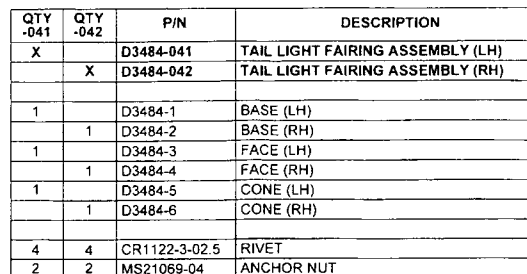 QTY -041 QTY -042 P/N DESCRIPTION
X D3484-041 TAIL LIGHT FAIRING ASSEMBLY (LH)
X D3484-042 TAIL LIGHT FAIRING ASSEMBLY (RH)
1 D3484-1 BASE (LH)
1 D3484-2 BASE (RH)
1 D3484-3 FACE (LH)
1 D3484-4 FACE (RH)
1 D3484-5 CONE (LH)
1 D3484-6 CONE (RH)
4 4 CR1122-3-02.5 RIVET
2 2 MS21069-04 ANCHOR NUT